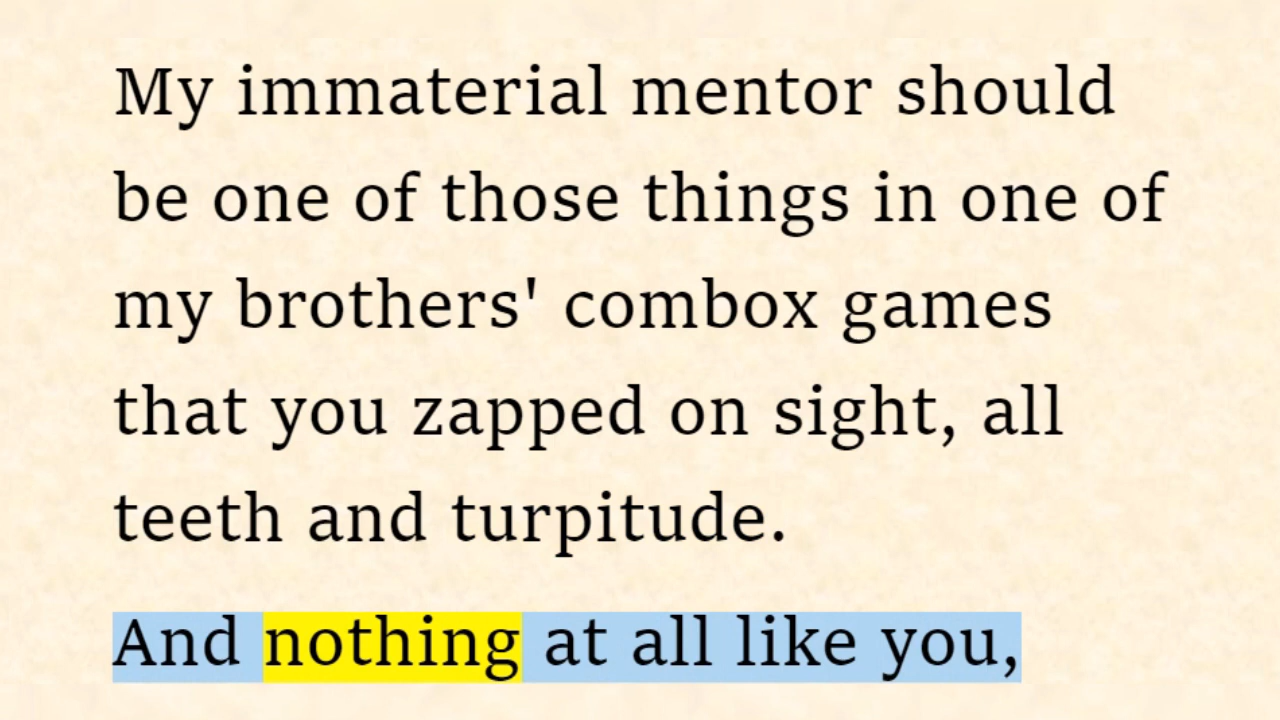 My immaterial mentor should
be one of those things in one of
my brothers' combox games
that you zapped on sight, all
teeth and turpitude.
And nothing at all like you,